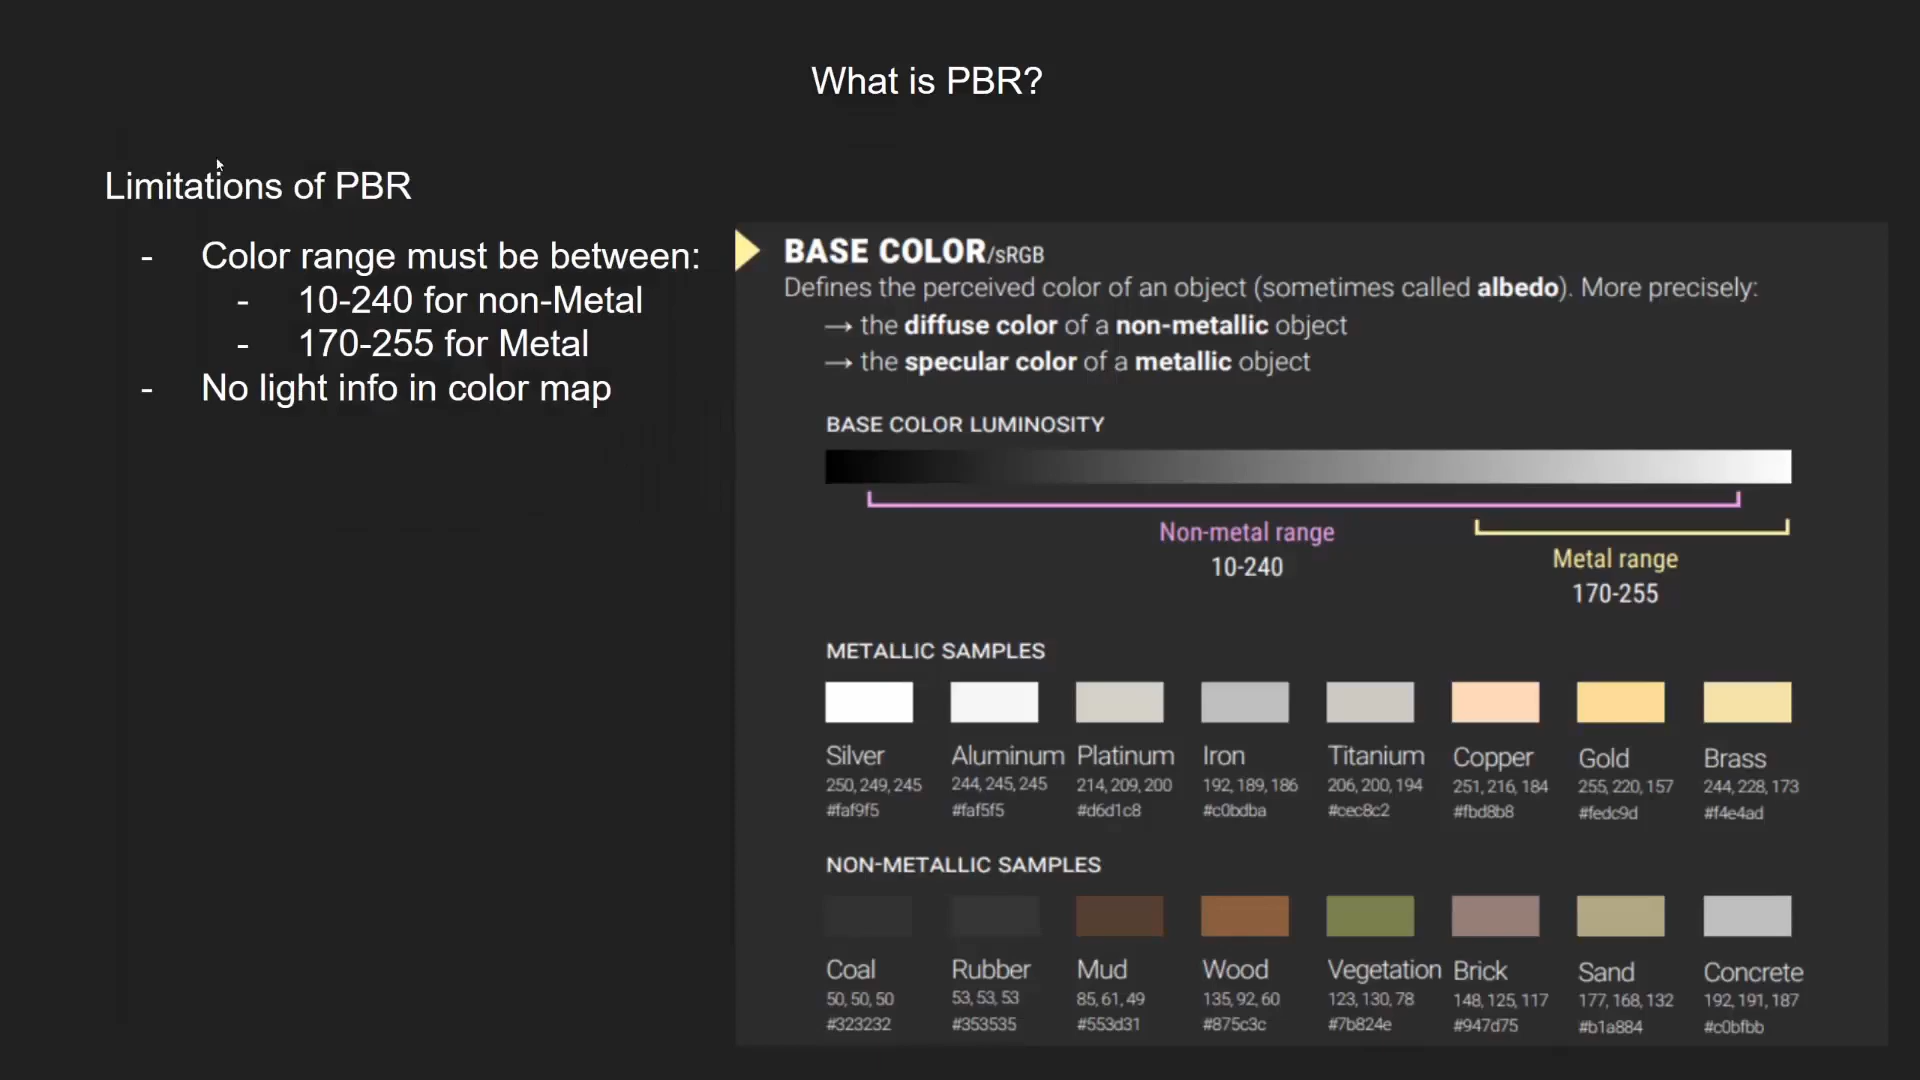 What is PBR?
Limitations of PBR
- Color range must be between:
- 10-240 for non-Metal
- 170-255 for Metal
- No light info in color map
BASE COLOR/sRGB
Defines the perceived color of an object (sometimes called albedo). More precisely:
→ the diffuse color of a non-metallic object
→ the specular color of a metallic object
BASE COLOR LUMINOSITY
Non-metal range
10-240
Metal range
170-255
METALLIC SAMPLES
Silver Aluminum Platinum Iron Titanium Copper Gold Brass
250, 249, 245 244, 245, 245 214, 209, 200 192, 189, 186 206, 200, 194 251, 216, 184 255, 220, 157 244, 228, 173
#faf9f5 #faf5f5 #d6d1c8 #c0bdba #cec8c2 #fbd8b8 #fedc9d #f4e4ad
NON-METALLIC SAMPLES
Coal Rubber Mud Wood Vegetation Brick Sand Concrete
50, 50, 50 53, 53, 53 85, 61, 49 135, 92, 60 123, 130, 78 148, 125, 117 177, 168, 132 192, 191, 187
#323232 #353535 #553d31 #875c3c #7b824e #947d75 #b1a884 #c0bfbb